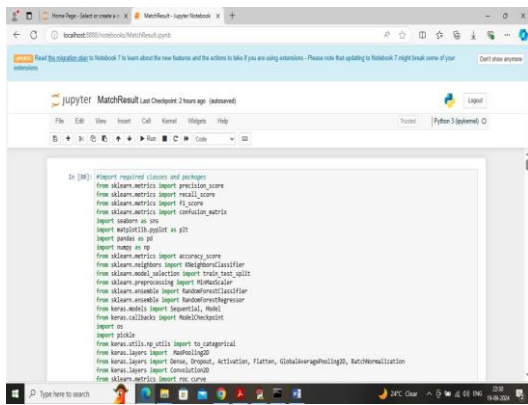 Home Page - Select or create a n
MatchResult - Jupyter Notebook
localhost:8888/notebooks/MatchResult.ipynb
UPDATE Read the migration plan to Notebook 7 to learn about the new features and the actions to take if you are using extensions - Please note that updating to Notebook 7 might break some of your
extensions.
Don't show anymore
jupyter MatchResult Last Checkpoint: 2 hours ago (autosaved)
Logout
File Edit View Insert Cell Kernel Widgets Help
Trusted
Python 3 (ipykernel)
Run
Code
In [80]: #import required classes and packages
from sklearn.metrics import precision_score
from sklearn.metrics import recall_score
from sklearn.metrics import f1_score
from sklearn.metrics import confusion_matrix
import seaborn as sns
import matplotlib.pyplot as plt
import pandas as pd
import numpy as np
from sklearn.metrics import accuracy_score
from sklearn.neighbors import KNeighborsClassifier
from sklearn.model_selection import train_test_split
from sklearn.preprocessing import MinMaxScaler
from sklearn.ensemble import RandomForestClassifier
from sklearn.ensemble import RandomForestRegressor
from keras.models import Sequential, Model
from keras.callbacks import ModelCheckpoint
import os
import pickle
from keras.utils.np_utils import to_categorical
from keras.layers import MaxPooling2D
from keras.layers import Dense, Dropout, Activation, Flatten, GlobalAveragePooling2D, BatchNormalization
from keras.layers import Convolution2D
from sklearn.metrics import roc_curve
Type here to search
24°C Clear
ENG